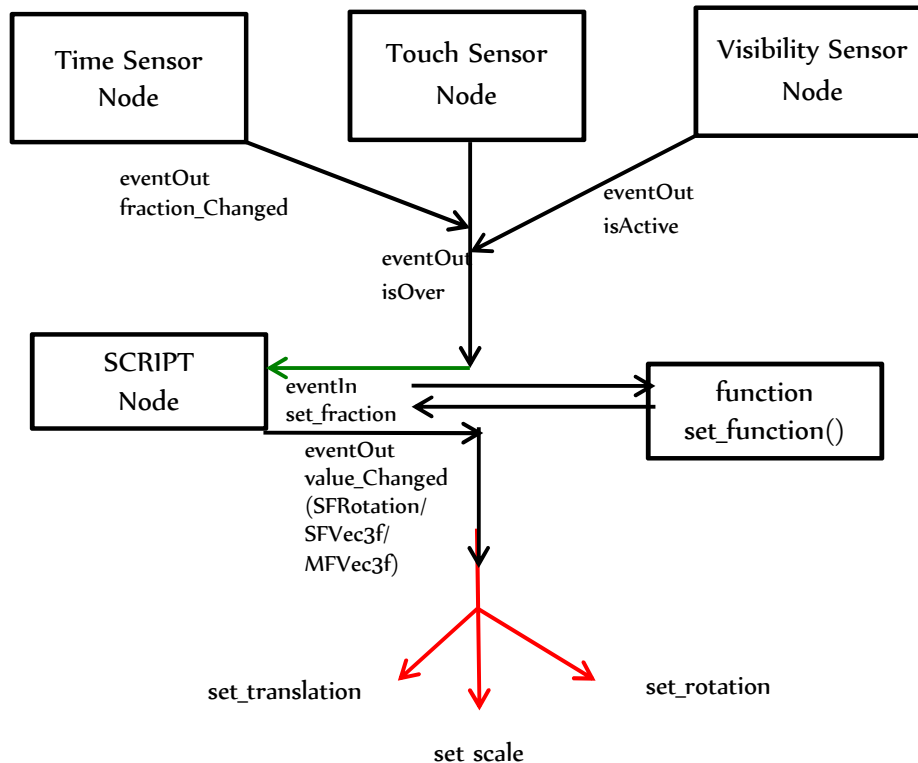 Time Sensor
Node
Touch Sensor
Node
Visibility Sensor
Node
eventOut
fraction_Changed
eventOut
isOver
eventOut
isActive
SCRIPT
Node
eventIn
set_fraction
function
set_function()
eventOut
value_Changed
(SFRotation/
SFVec3f/
MFVec3f)
set_translation
set_rotation
set scale